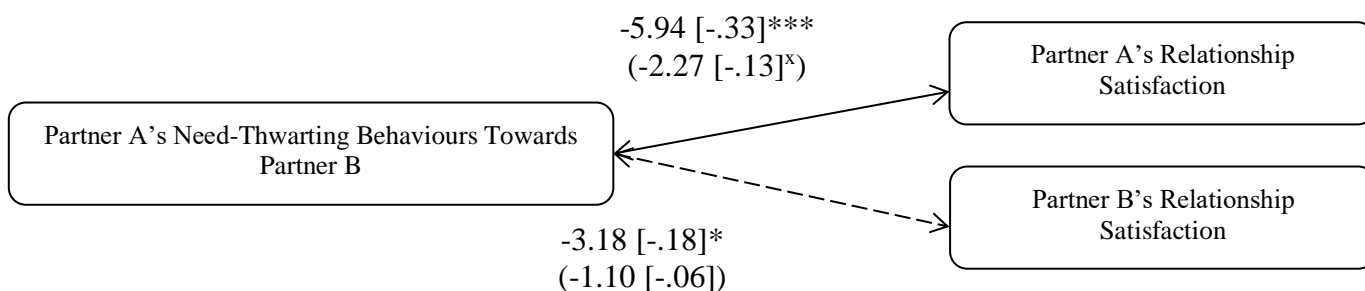 -5.94 [-.33]***
(-2.27 [-.13]ˣ)
Partner A’s Relationship
Satisfaction
Partner A’s Need-Thwarting Behaviours Towards
Partner B
Partner B’s Relationship
Satisfaction
-3.18 [-.18]*
(-1.10 [-.06])